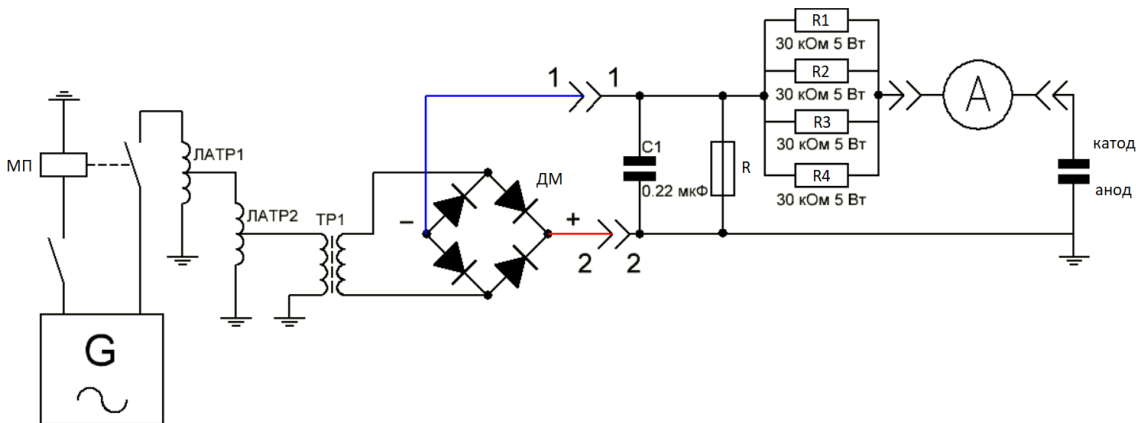 R1
30 кОм 5 Вт
R2
30 кОм 5 Вт
R3
30 кОм 5 Вт
R4
30 кОм 5 Вт
1 1
A
МП
ЛАТР1
ЛАТР2
ТР1
ДМ
C1
0.22 мкФ
R
катод
анод
−
+
2 2
G